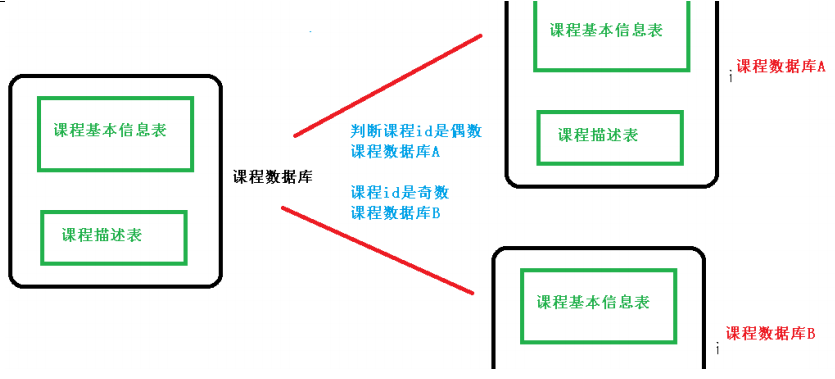 课程基本信息表
课程描述表
课程数据库
判断课程id是偶数
课程数据库A
课程id是奇数
课程数据库B
课程基本信息表
课程描述表
i
课程数据库A
课程基本信息表
i
课程数据库B